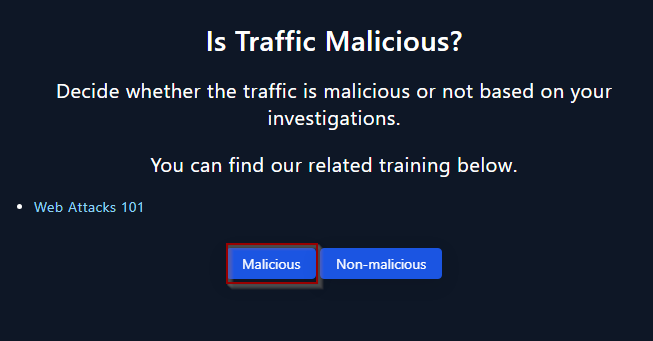 Is Traffic Malicious?
Decide whether the traffic is malicious or not based on your
investigations.
You can find our related training below.
Web Attacks 101
Malicious
Non-malicious